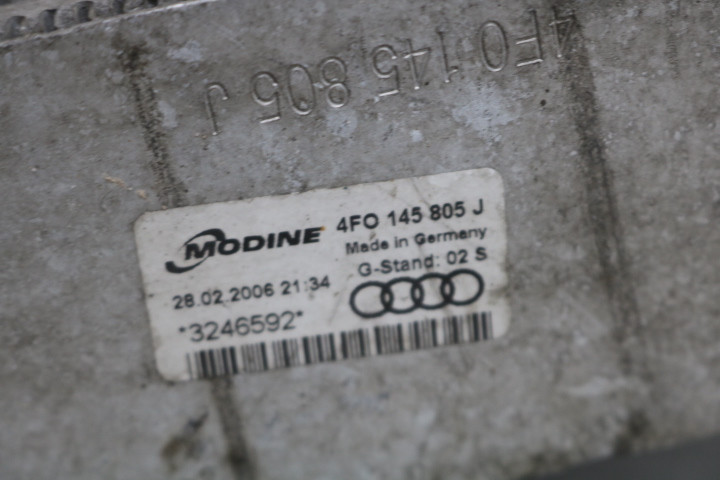 4F0 145 805 J
MODINE 4FO 145 805 J
Made in Germany
G-Stand: 02 S
28.02.2006 21:34
*3246592*